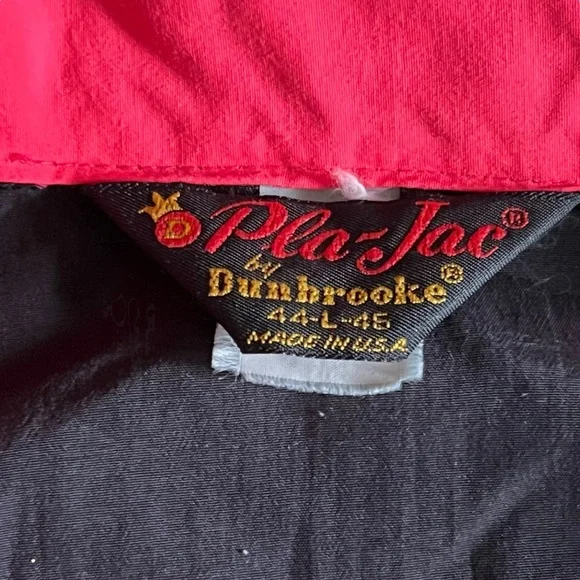 D Pla-Jac®
by
Dunbrooke®
44-L-46
MADE IN U.S.A